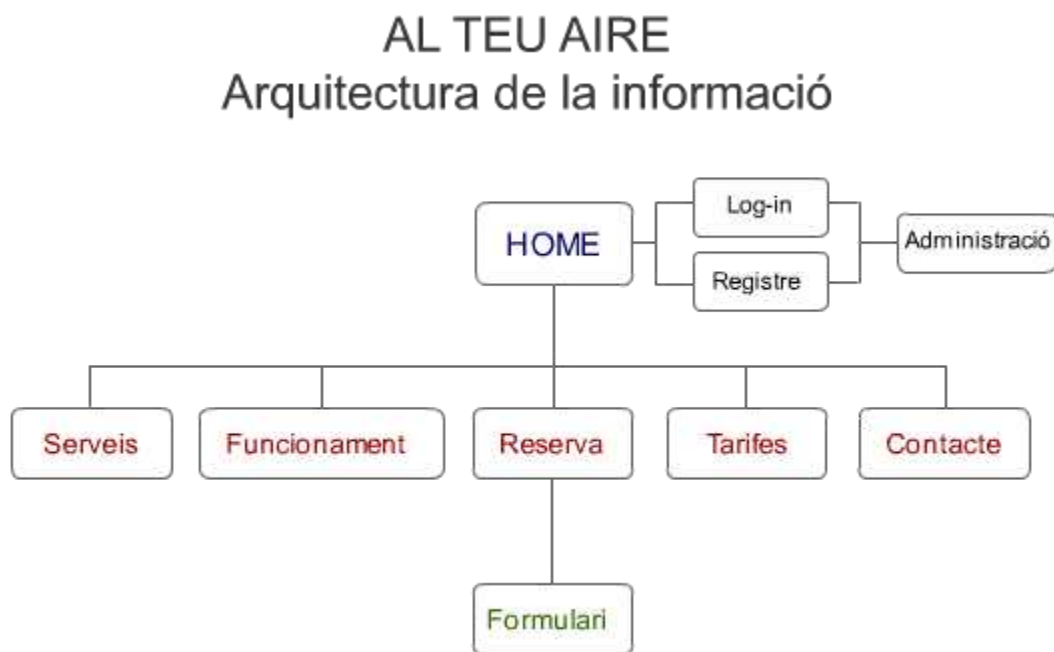 AL TEU AIRE
Arquitectura de la informació
Log-in
HOME
Administració
Registre
Serveis
Funcionament
Reserva
Tarifes
Contacte
Formulari